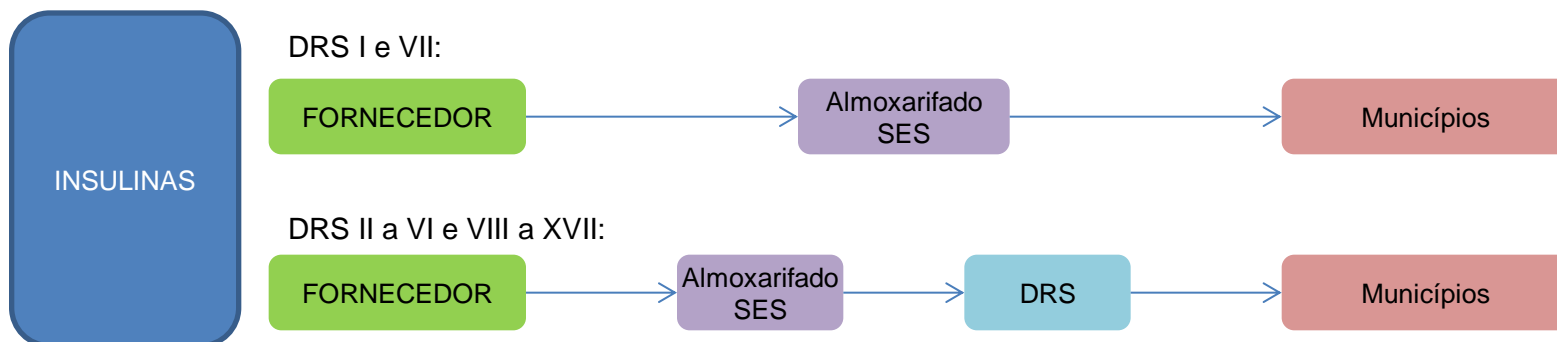 INSULINAS
DRS I e VII:
FORNECEDOR
Almoxarifado
SES
Municípios
DRS II a VI e VIII a XVII:
FORNECEDOR
Almoxarifado
SES
DRS
Municípios